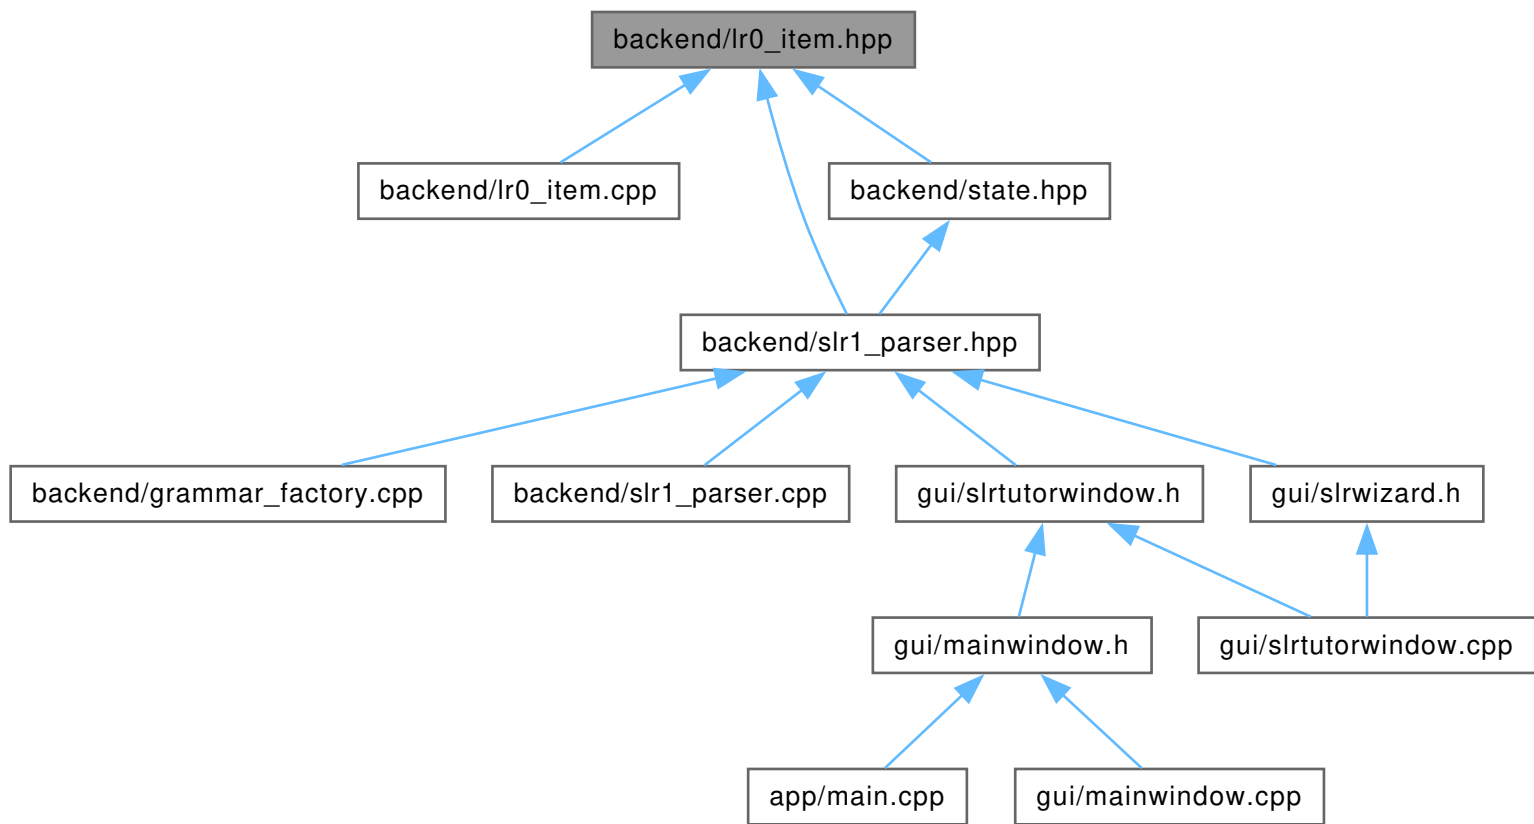 backend/lr0_item.hpp
backend/lr0_item.cpp
backend/state.hpp
backend/slr1_parser.hpp
backend/grammar_factory.cpp
backend/slr1_parser.cpp
gui/slrtutorwindow.h
gui/slrwizard.h
gui/mainwindow.h
gui/slrtutorwindow.cpp
app/main.cpp
gui/mainwindow.cpp